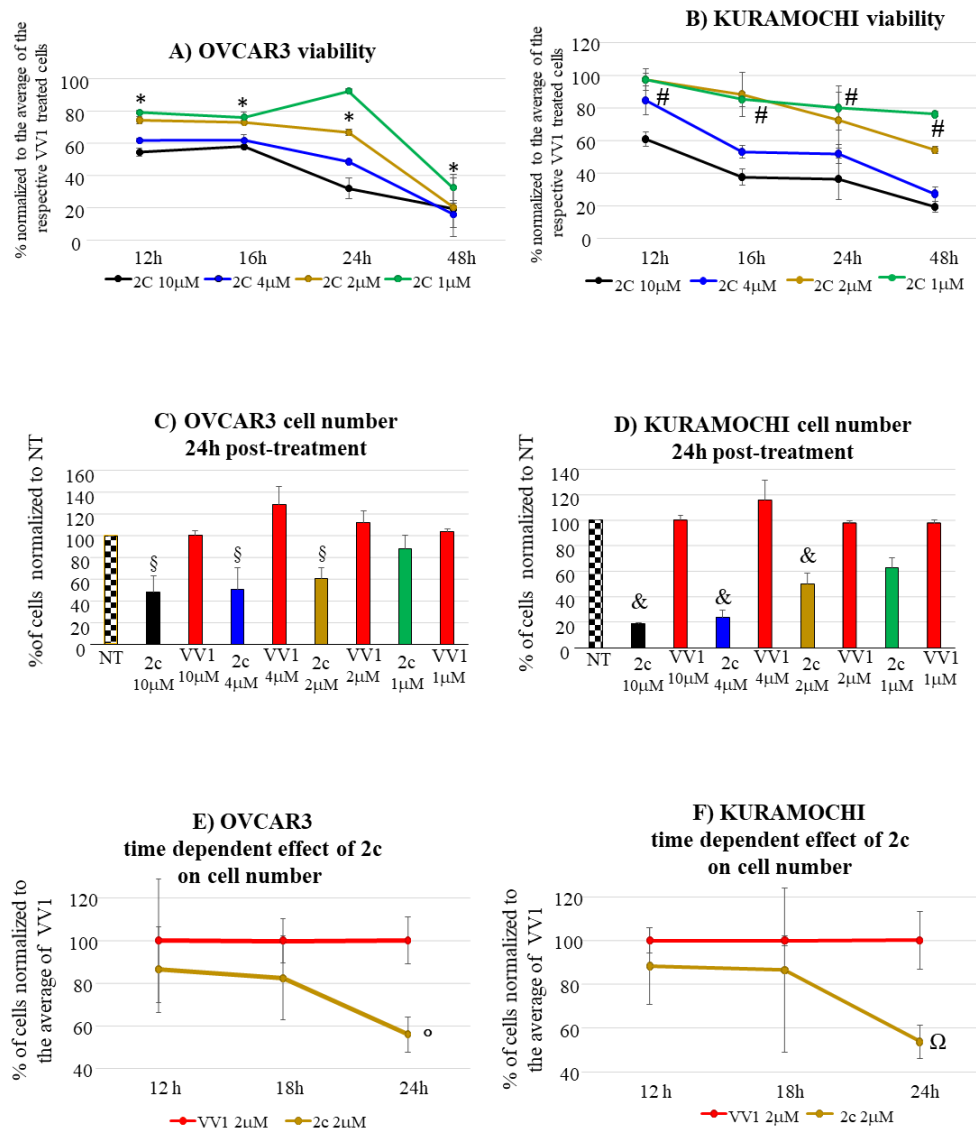 A) OVCAR3 viability
% normalized to the average of the
respective VV1 treated cells
100
80
60
40
20
0
*
*
*
*
12h
16h
24h
48h
2C 10μM
2C 4μM
2C 2μM
2C 1μM
B) KURAMOCHI viability
% normalized to the average of the
respective VV1 treated cells
120
100
80
60
40
20
0
#
#
#
#
12h
16h
24h
48h
2C 10μM
2C 4μM
2C 2μM
2C 1μM
C) OVCAR3 cell number
24h post-treatment
%of cells normalized to NT
160
140
120
100
80
60
40
20
0
§
§
§
NT
2c
10μM
VV1
10μM
2c
4μM
VV1
4μM
2c
2μM
VV1
2μM
2c
1μM
VV1
1μM
D) KURAMOCHI cell number
24h post-treatment
% of cells normalized to NT
140
120
100
80
60
40
20
0
&
&
&
NT
2c
10μM
VV1
10μM
2c
4μM
VV1
4μM
2c
2μM
VV1
2μM
2c
1μM
VV1
1μM
E) OVCAR3
time dependent effect of 2c
on cell number
% of cells normalized to
the average of VV1
120
100
80
60
40
°
12 h
18h
24h
VV1 2μM
2c 2μM
F) KURAMOCHI
time dependent effect of 2c
on cell number
% of cells normalized to
the average of VV1
120
100
80
60
40
Ω
12 h
18h
24h
VV1 2μM
2c 2μM